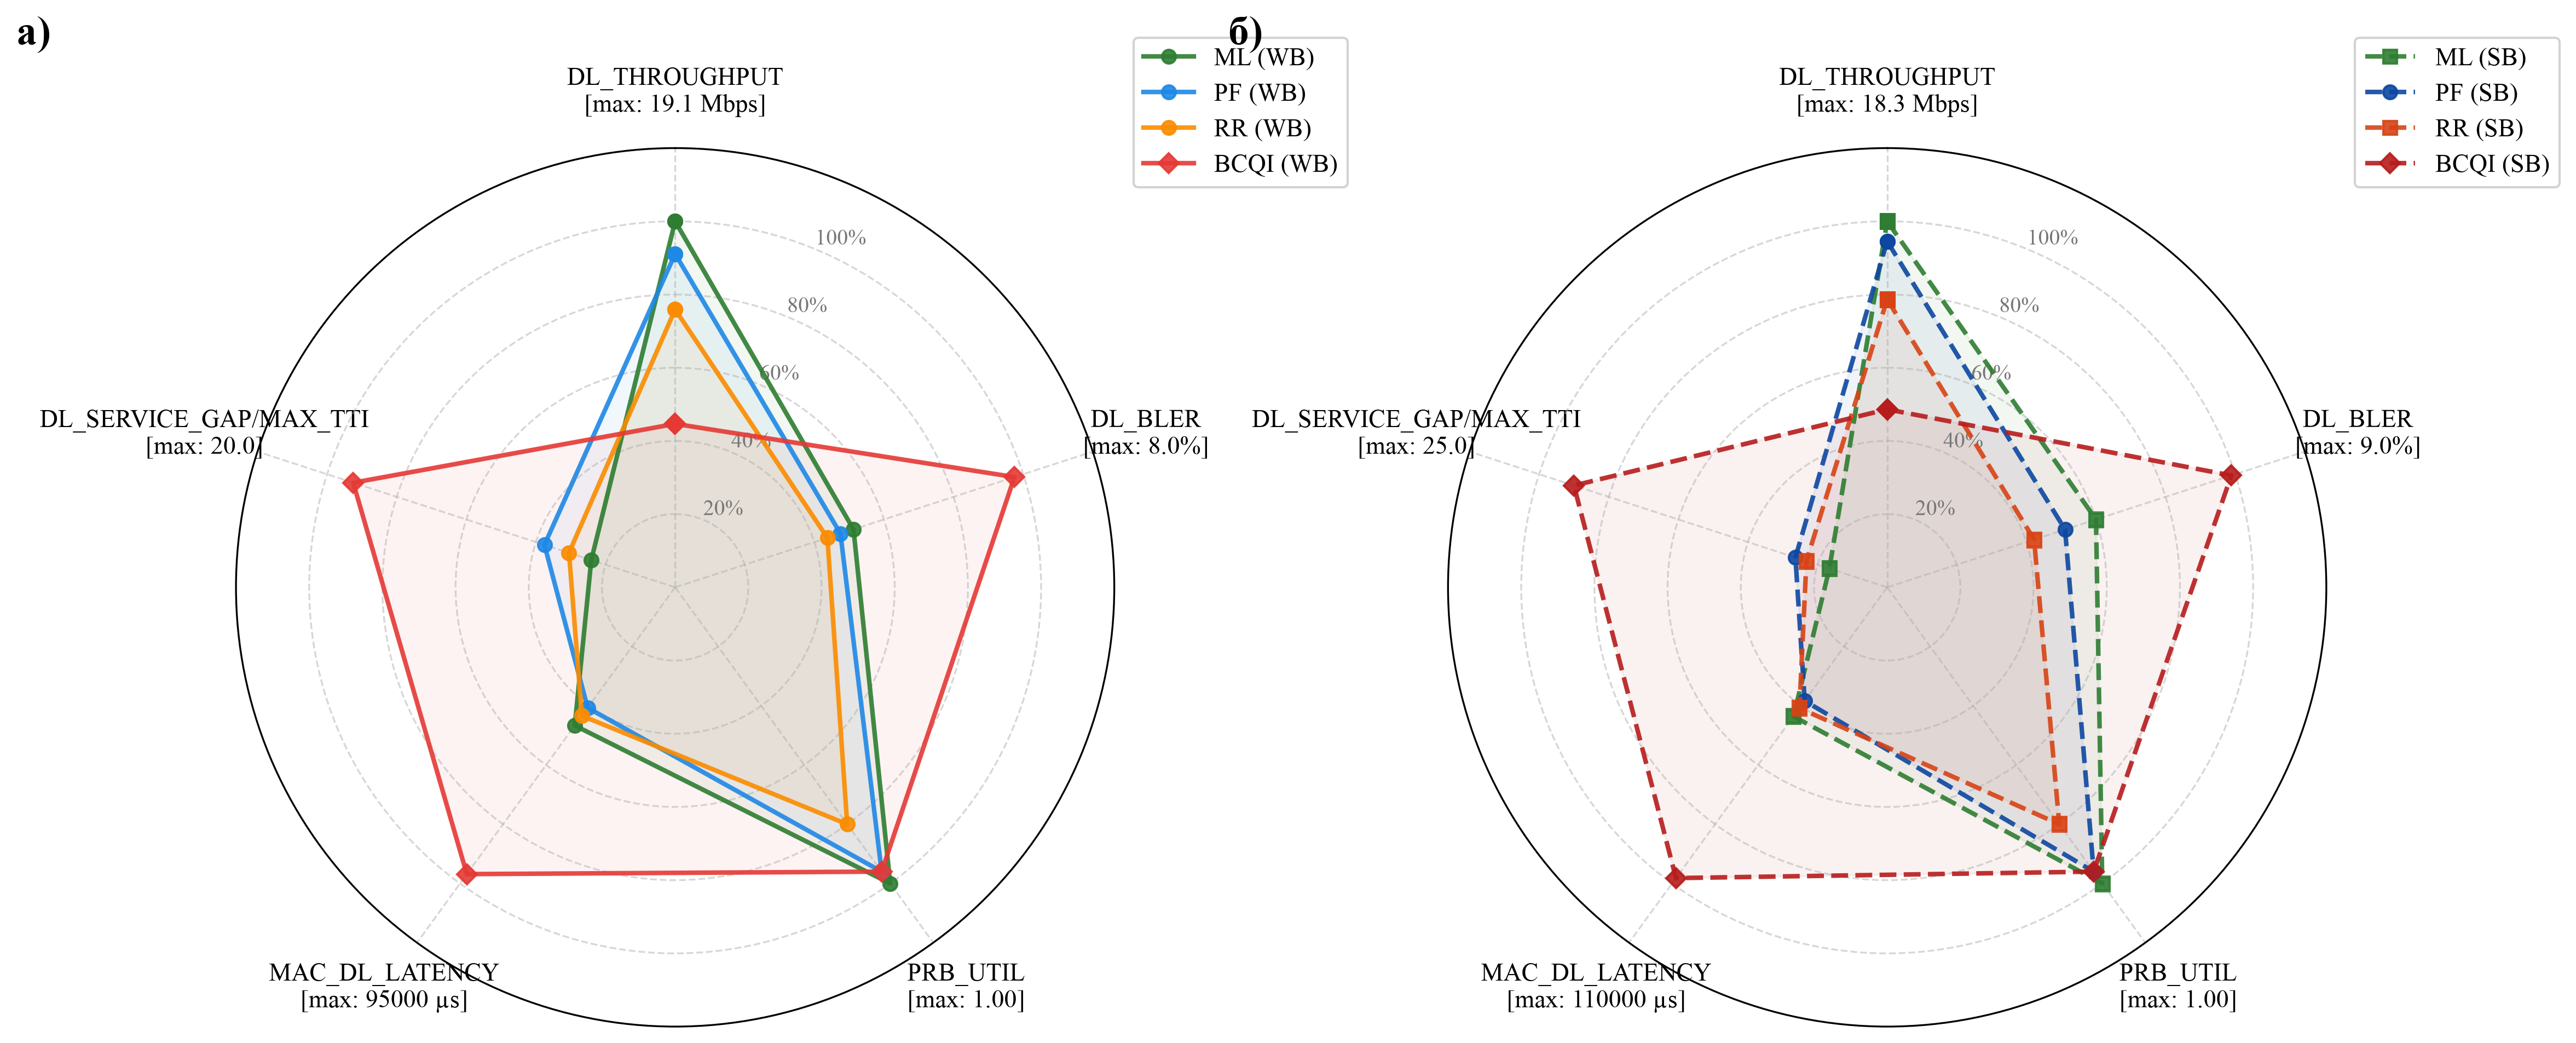 а)
DL_THROUGHPUT
[max: 19.1 Mbps]
ML (WB)
PF (WB)
RR (WB)
BCQI (WB)
100%
80%
60%
40%
20%
DL_SERVICE_GAP/MAX_TTI
[max: 20.0]
DL_BLER
[max: 8.0%]
MAC_DL_LATENCY
[max: 95000 µs]
PRB_UTIL
[max: 1.00]
б)
DL_THROUGHPUT
[max: 18.3 Mbps]
ML (SB)
PF (SB)
RR (SB)
BCQI (SB)
100%
80%
60%
40%
20%
DL_SERVICE_GAP/MAX_TTI
[max: 25.0]
DL_BLER
[max: 9.0%]
MAC_DL_LATENCY
[max: 110000 µs]
PRB_UTIL
[max: 1.00]